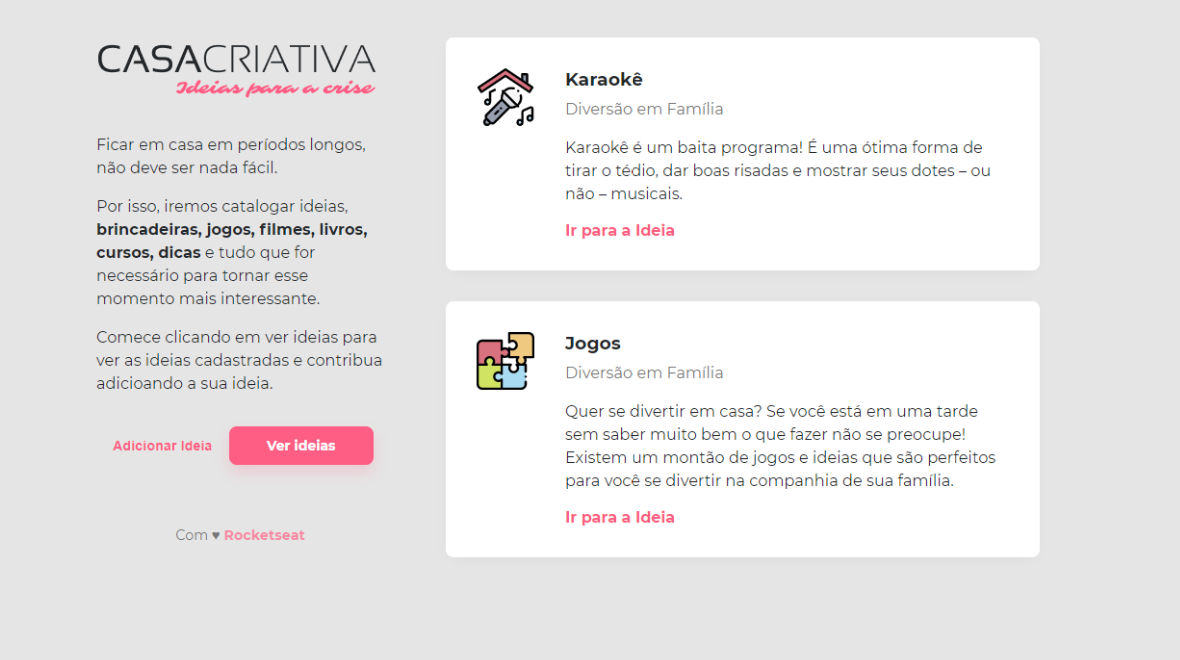 CASACRIATIVA
Ideias para a crise
Ficar em casa em períodos longos,
não deve ser nada fácil.
Por isso, iremos catalogar ideias,
brincadeiras, jogos, filmes, livros,
cursos, dicas e tudo que for
necessário para tornar esse
momento mais interessante.
Comece clicando em ver ideias para
ver as ideias cadastradas e contribua
adicioando a sua ideia.
Adicionar Ideia
Ver ideias
Com ♥ Rocketseat
Karaokê
Diversão em Família
Karaokê é um baita programa! É uma ótima forma de
tirar o tédio, dar boas risadas e mostrar seus dotes – ou
não – musicais.
Ir para a Ideia
Jogos
Diversão em Família
Quer se divertir em casa? Se você está em uma tarde
sem saber muito bem o que fazer não se preocupe!
Existem um montão de jogos e ideias que são perfeitos
para você se divertir na companhia de sua família.
Ir para a Ideia